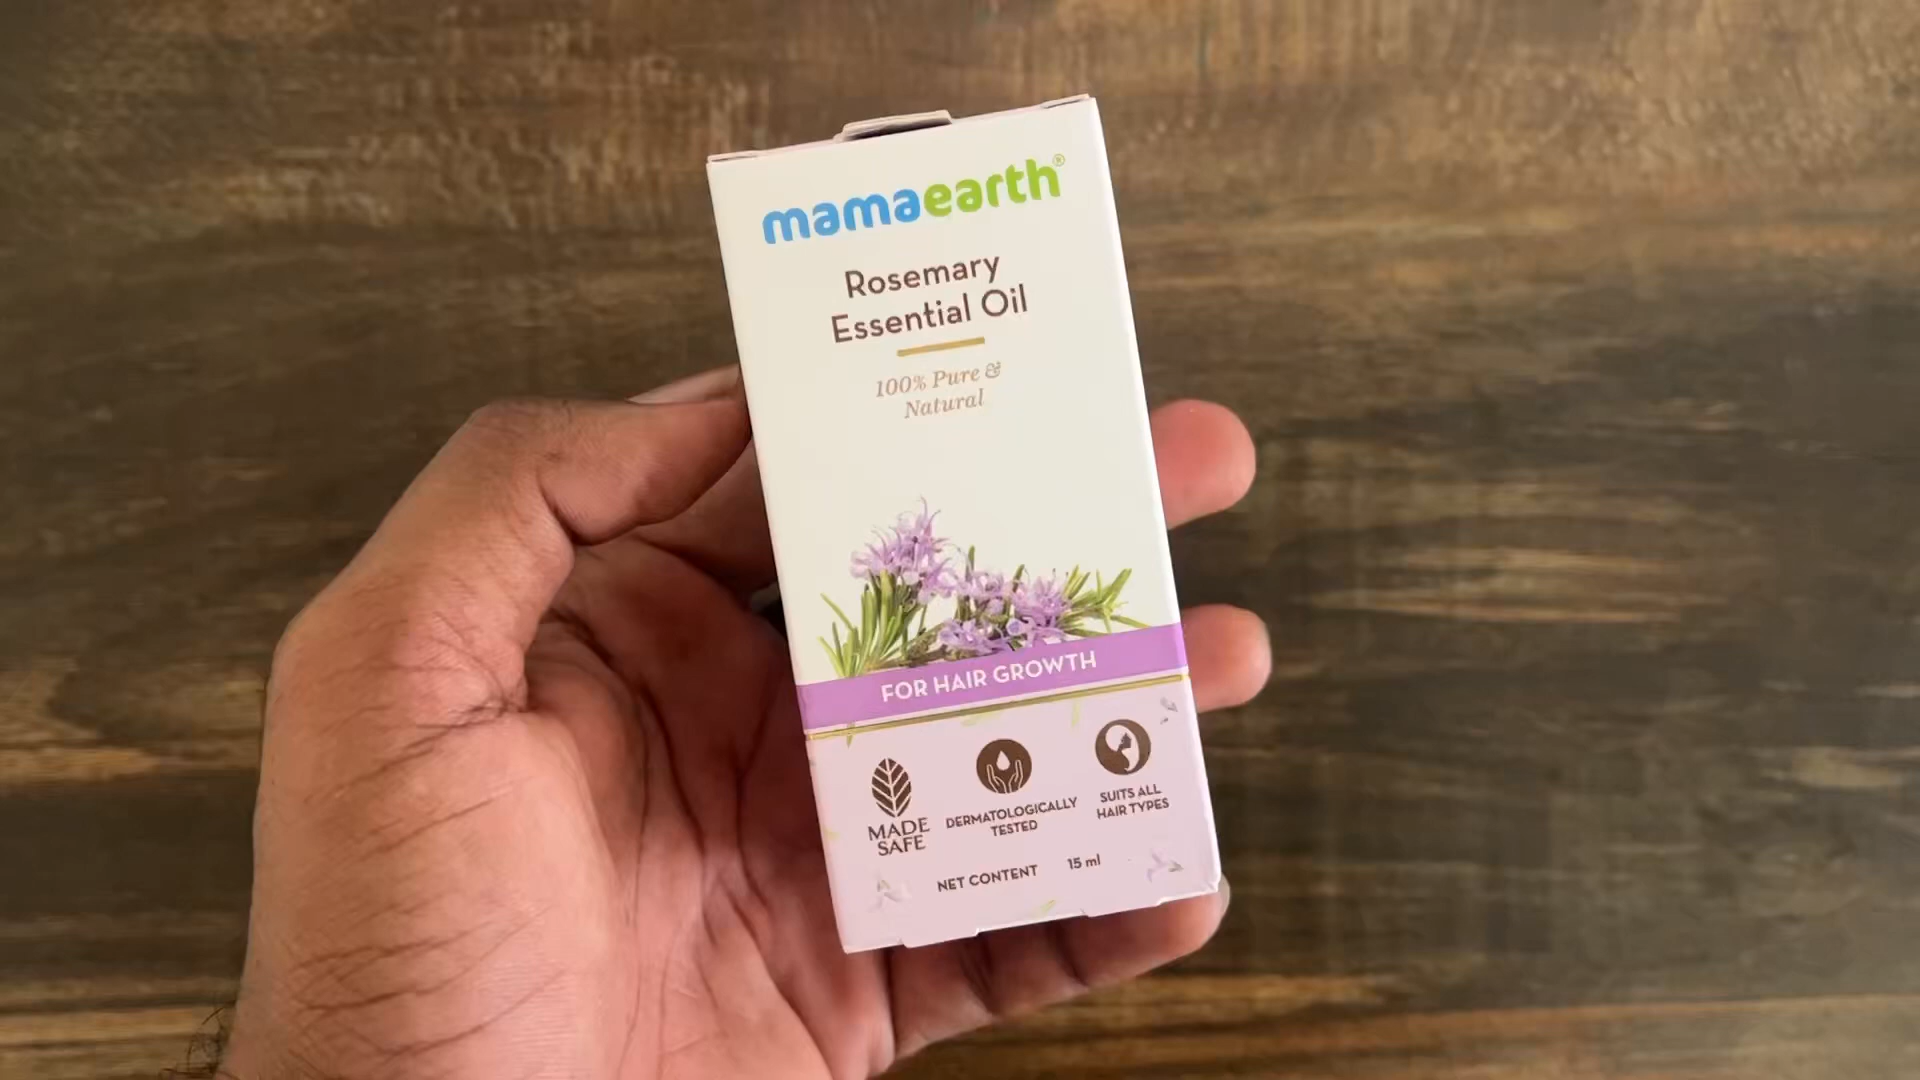 mamaearth®
Rosemary
Essential Oil
100% Pure &
Natural
FOR HAIR GROWTH
MADE
SAFE
DERMATOLOGICALLY
TESTED
SUITS ALL
HAIR TYPES
NET CONTENT 15 ml